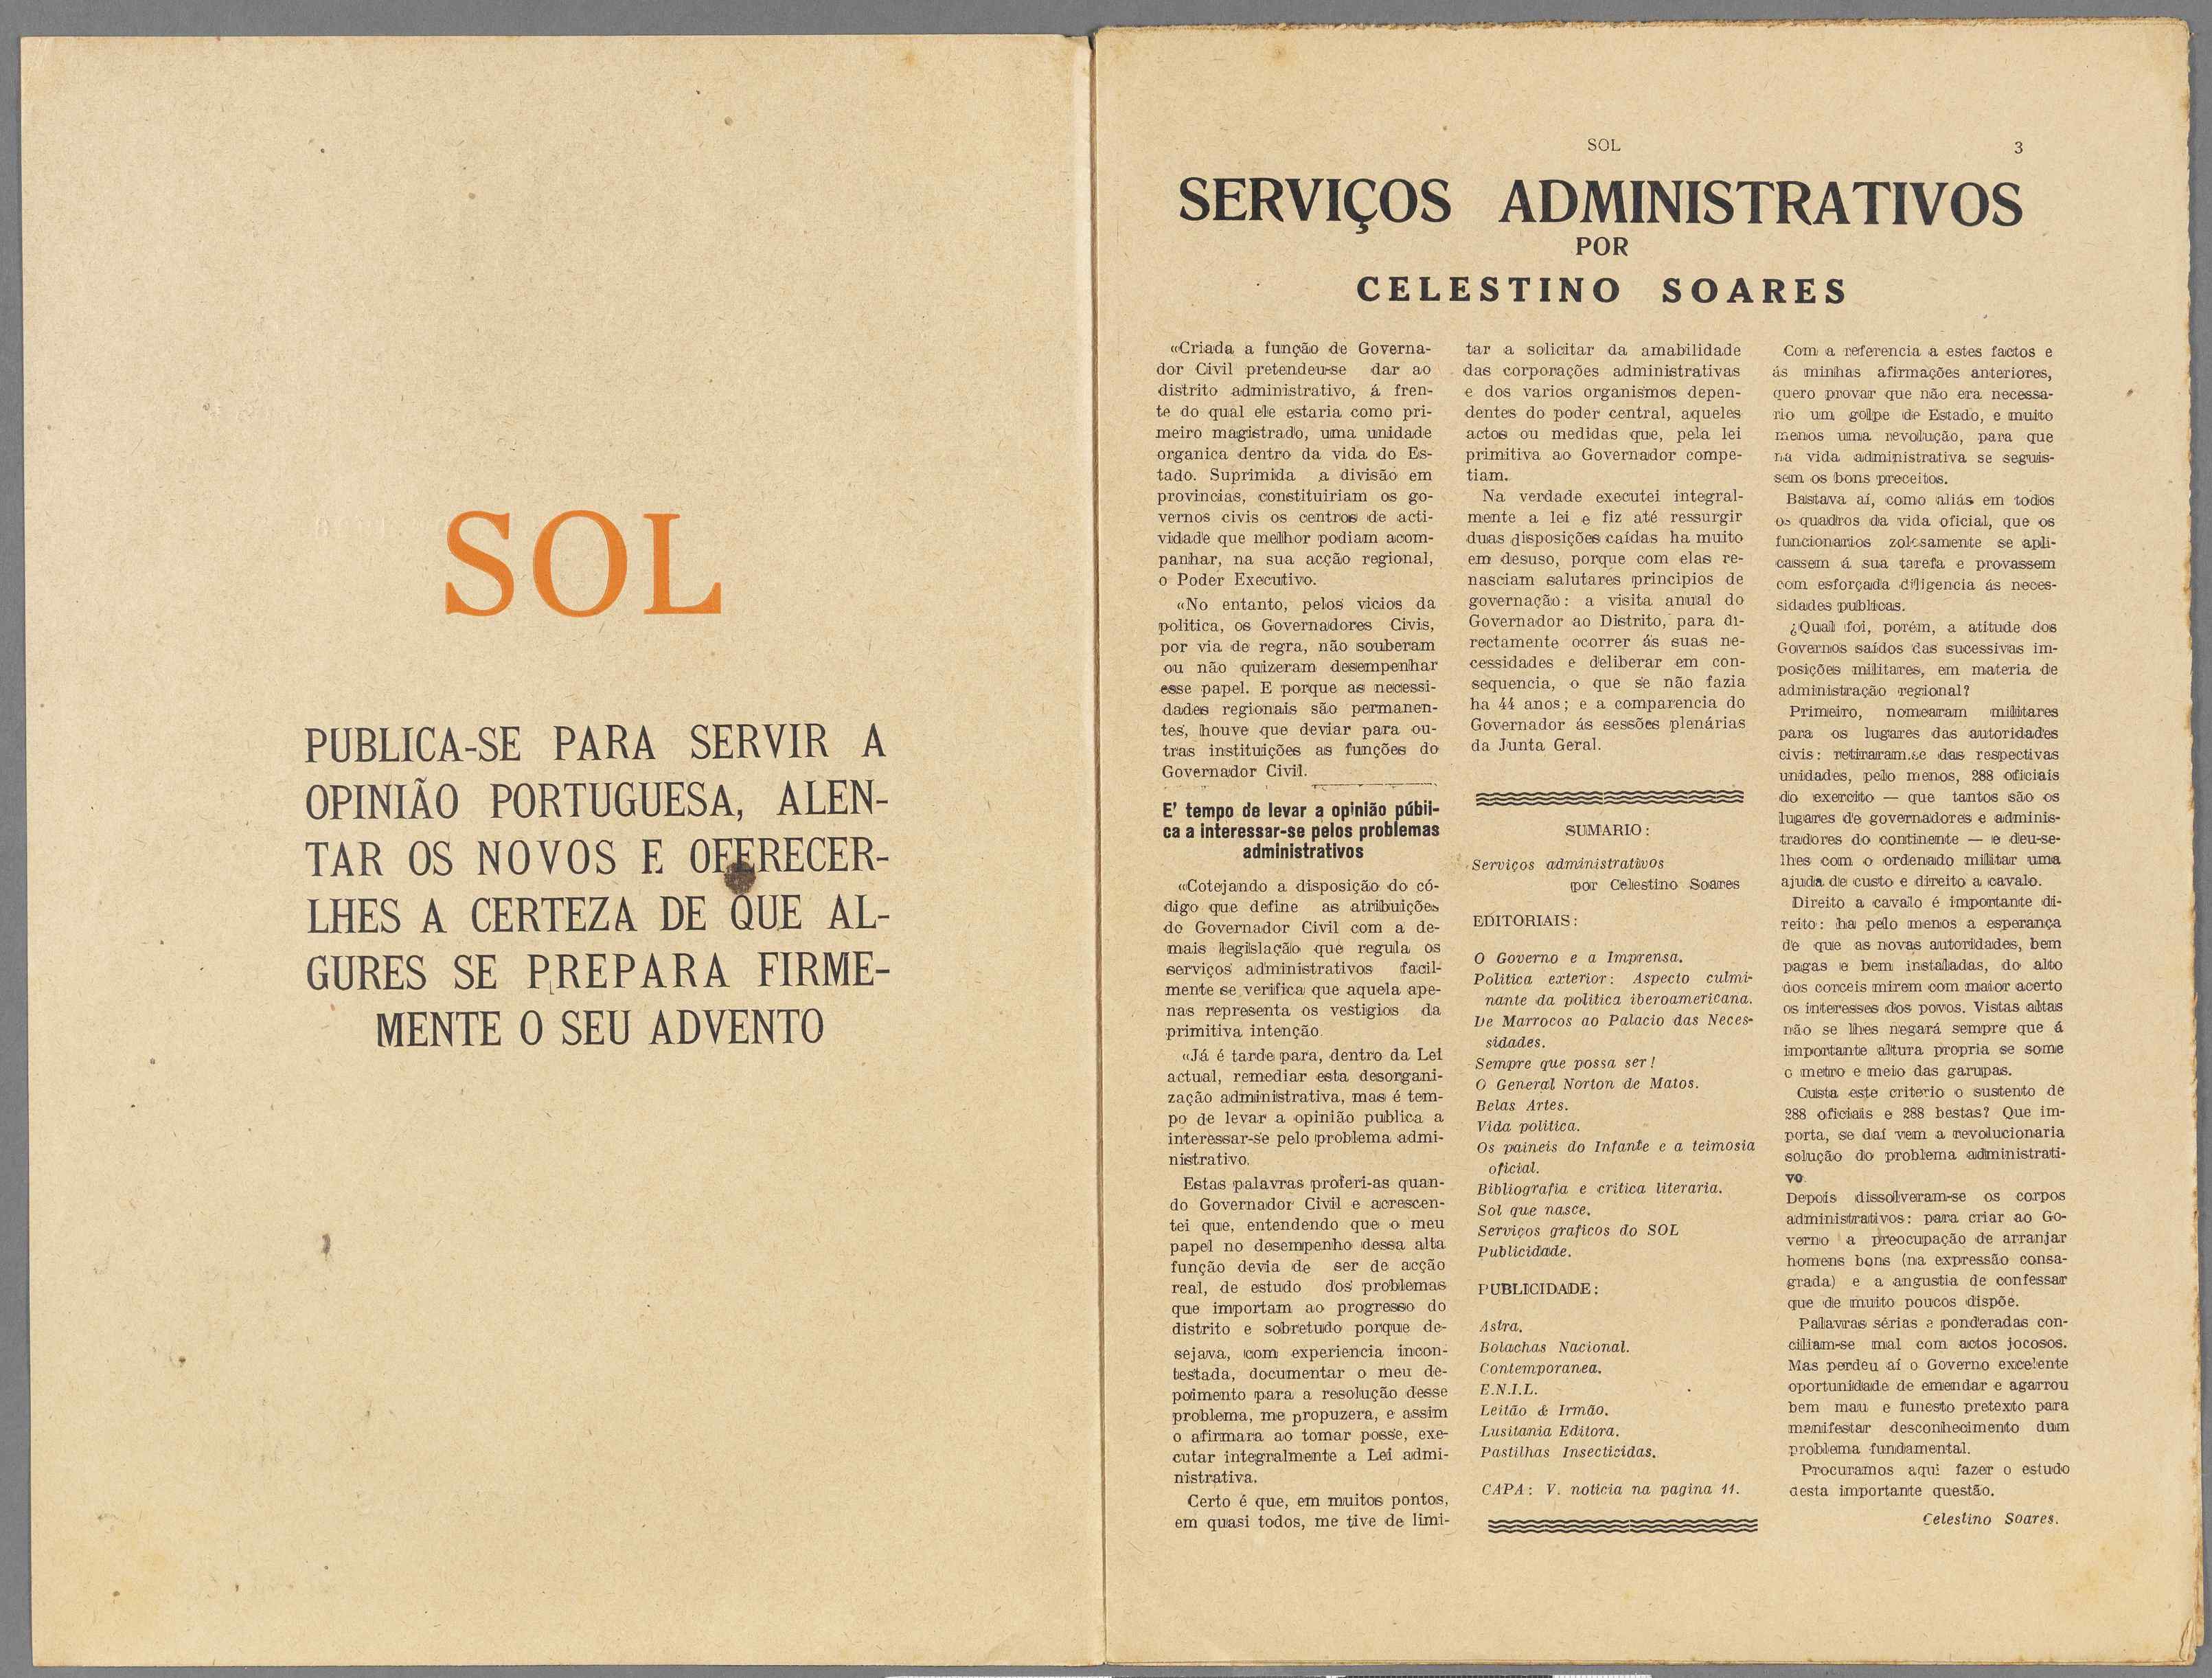 SOL
PUBLICA-SE PARA SERVIR A
OPINIÃO PORTUGUESA, ALEN-
TAR OS NOVOS E OFERECER-
LHES A CERTEZA DE QUE AL-
GURES SE PREPARA FIRME-
MENTE O SEU ADVENTO
SOL
3
SERVIÇOS ADMINISTRATIVOS
POR
CELESTINO SOARES
«Criada a função de Governa-
dor Civil pretendeu-se dar ao
distrito administrativo, á fren-
te do qual ele estaria como pri-
meiro magistrado, uma unidade
organica dentro da vida do Es-
tado. Suprimida a divisão em
provincias, constituiriam os go-
vernos civis os centros de acti-
vidade que melhor podiam acom-
panhar, na sua acção regional,
o Poder Executivo.
«No entanto, pelos vicios da
politica, os Governadores Civis,
por via de regra, não souberam
ou não quizeram desempenhar
esse papel. E porque as necessi-
dades regionais são permanen-
tes, houve que deviar para ou-
tras instituições as funções do
Governador Civil.
E' tempo de levar a opinião públi-
ca a interessar-se pelos problemas
administrativos
«Cotejando a disposição do có-
digo que define as atribuições
do Governador Civil com a de-
mais legislação que regula os
serviços administrativos facil-
mente se verifica que aquela ape-
nas representa os vestigios da
primitiva intenção.
«Já é tarde para, dentro da Lei
actual, remediar esta desorgani-
zação administrativa, mas é tem-
po de levar a opinião publica a
interessar-se pelo problema admi-
nistrativo.
Estas palavras proferi-as quan-
do Governador Civil e acrescen-
tei que, entendendo que o meu
papel no desempenho dessa alta
função devia de ser de acção
real, de estudo dos problemas
que importam ao progresso do
distrito e sobretudo porque de-
sejava, com experiencia incon-
testada, documentar o meu de-
poimento para a resolução desse
problema, me propuzera, e assim
o afirmara ao tomar posse, exe-
cutar integralmente a Lei admi-
nistrativa.
Certo é que, em muitos pontos,
em quasi todos, me tive de limi-
tar a solicitar da amabilidade
das corporações administrativas
e dos varios organismos depen-
dentes do poder central, aqueles
actos ou medidas que, pela lei
primitiva ao Governador compe-
tiam.
Na verdade executei integral-
mente a lei e fiz até ressurgir
duas disposições caídas ha muito
em desuso, porque com elas re-
nasciam salutares principios de
governação: a visita anual do
Governador ao Distrito, para di-
rectamente ocorrer ás suas ne-
cessidades e deliberar em con-
sequencia, o que se não fazia
ha 44 anos; e a comparencia do
Governador ás sessões plenárias
da Junta Geral.
SUMARIO:
Serviços administrativos
por Celestino Soares
EDITORIAIS:
O Governo e a Imprensa.
Politica exterior: Aspecto culmi-
nante da politica iberoamericana.
De Marrocos ao Palacio das Neces-
sidades.
Sempre que possa ser!
O General Norton de Matos.
Belas Artes.
Vida politica.
Os paineis do Infante e a teimosia
oficial.
Bibliografia e critica literaria.
Sol que nasce.
Serviços graficos do SOL
Publicidade.
PUBLICIDADE:
Astra.
Bolachas Nacional.
Contemporanea.
E.N.I.L.
Leitão & Irmão.
Lusitania Editora.
Pastilhas Insecticidas.
CAPA: V. noticia na pagina 11.
Com a referencia a estes factos e
ás minhas afirmações anteriores,
quero provar que não era necessa-
rio um golpe de Estado, e muito
menos uma revolução, para que
na vida administrativa se seguis-
sem os bons preceitos.
Bastava aí, como aliás em todos
os quadros da vida oficial, que os
funcionarios zolosamente se apli-
cassem á sua tarefa e provassem
com esforçada diligencia ás neces-
sidades publicas.
¿Qual foi, porém, a atitude dos
Governos saídos das sucessivas im-
posições militares, em materia de
administração regional?
Primeiro, nomearam militares
para os lugares das autoridades
civis: retiraram.se das respectivas
unidades, pelo menos, 288 oficiais
do exercito — que tantos são os
lugares de governadores e adminis-
tradores do continente — e deu-se-
lhes com o ordenado militar uma
ajuda de custo e direito a cavalo.
Direito a cavalo é importante di-
reito: ha pelo menos a esperança
de que as novas autoridades, bem
pagas e bem instaladas, do alto
dos corceis mirem com maior acerto
os interesses dos povos. Vistas altas
não se lhes negará sempre que á
importante altura propria se some
o metro e meio das garupas.
Custa este criterio o sustento de
288 oficiais e 288 bestas? Que im-
porta, se daí vem a revolucionaria
solução do problema administrati-
vo.
Depois dissolveram-se os corpos
administrativos: para criar ao Go-
verno a preocupação de arranjar
homens bons (na expressão consa-
grada) e a angustia de confessar
que de muito poucos dispõe.
Palavras sérias e ponderadas con-
ciliam-se mal com actos jocosos.
Mas perdeu aí o Governo excelente
oportunidade de emendar e agarrou
bem mau e funesto pretexto para
manifestar desconhecimento dum
problema fundamental.
Procuramos aqui fazer o estudo
desta importante questão.
Celestino Soares.